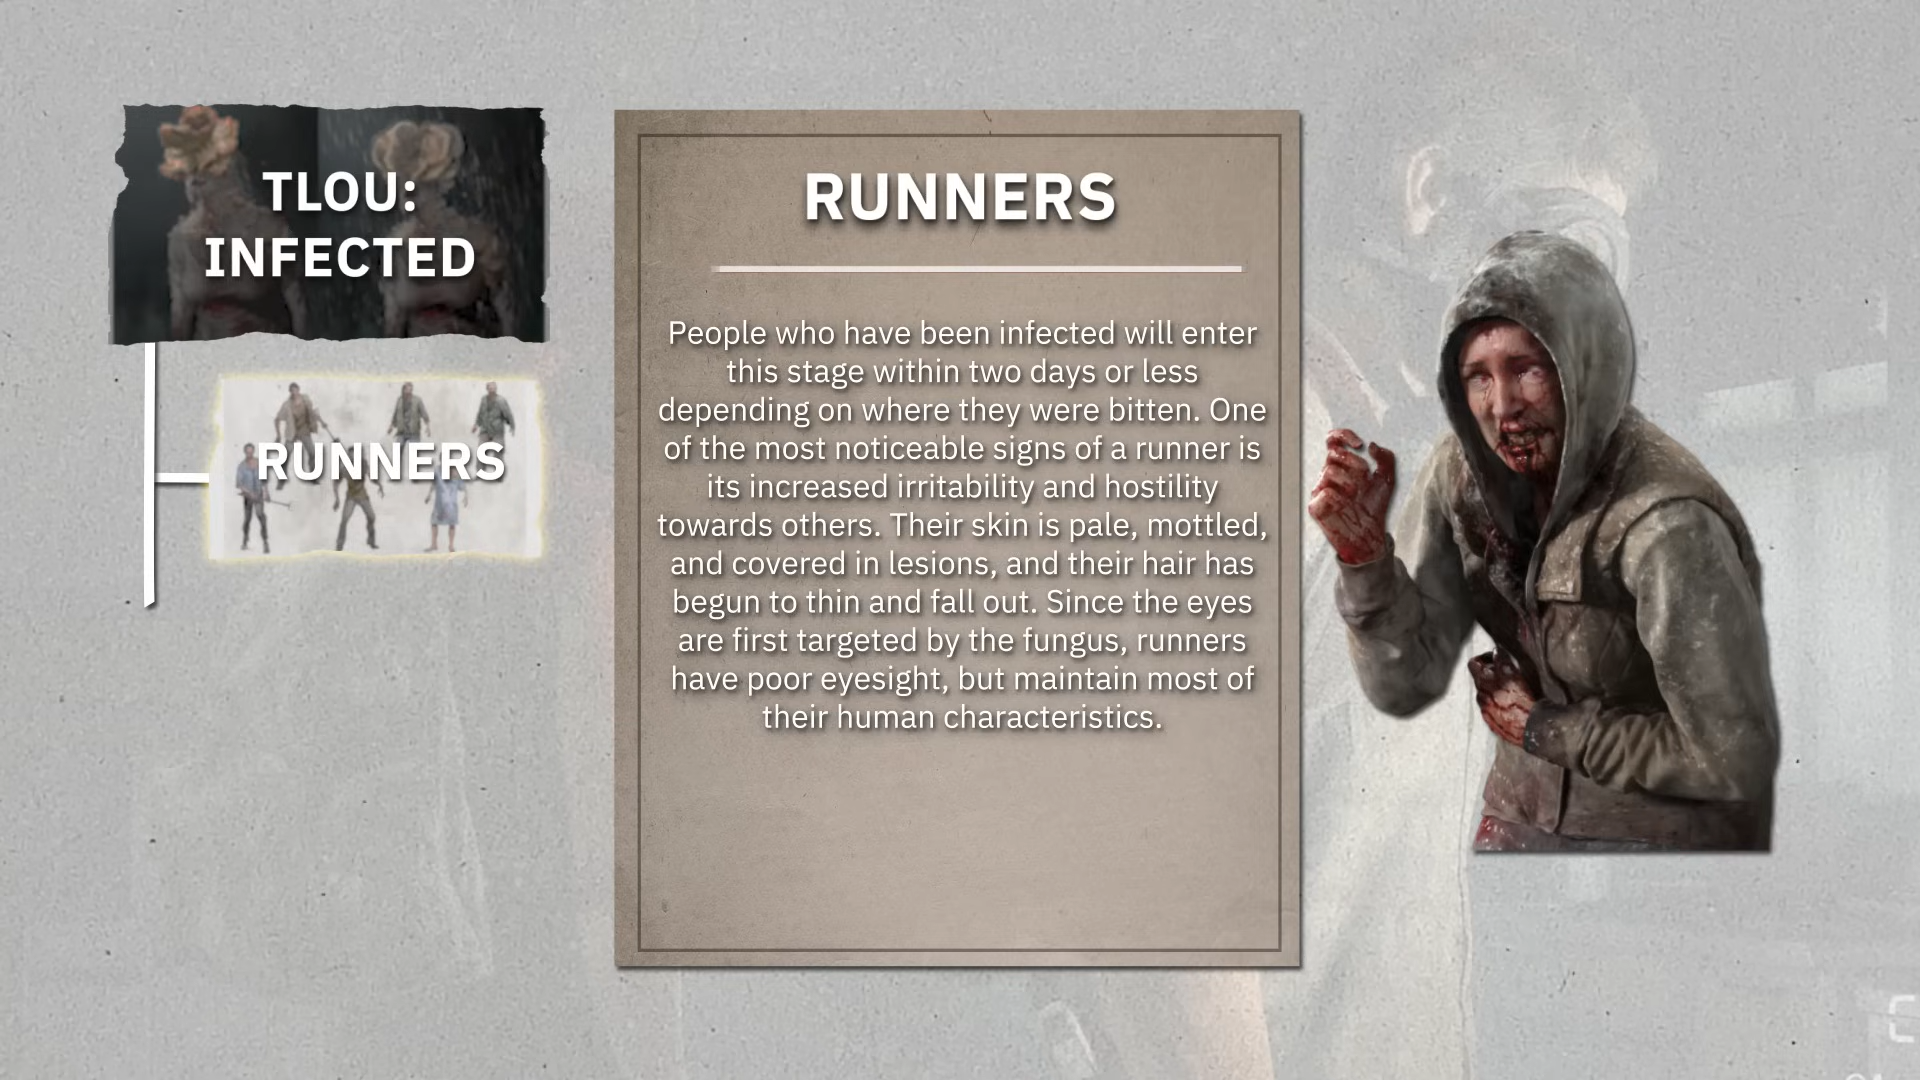 TLOU:
INFECTED
RUNNERS
RUNNERS
People who have been infected will enter
this stage within two days or less
depending on where they were bitten. One
of the most noticeable signs of a runner is
its increased irritability and hostility
towards others. Their skin is pale, mottled,
and covered in lesions, and their hair has
begun to thin and fall out. Since the eyes
are first targeted by the fungus, runners
have poor eyesight, but maintain most of
their human characteristics.